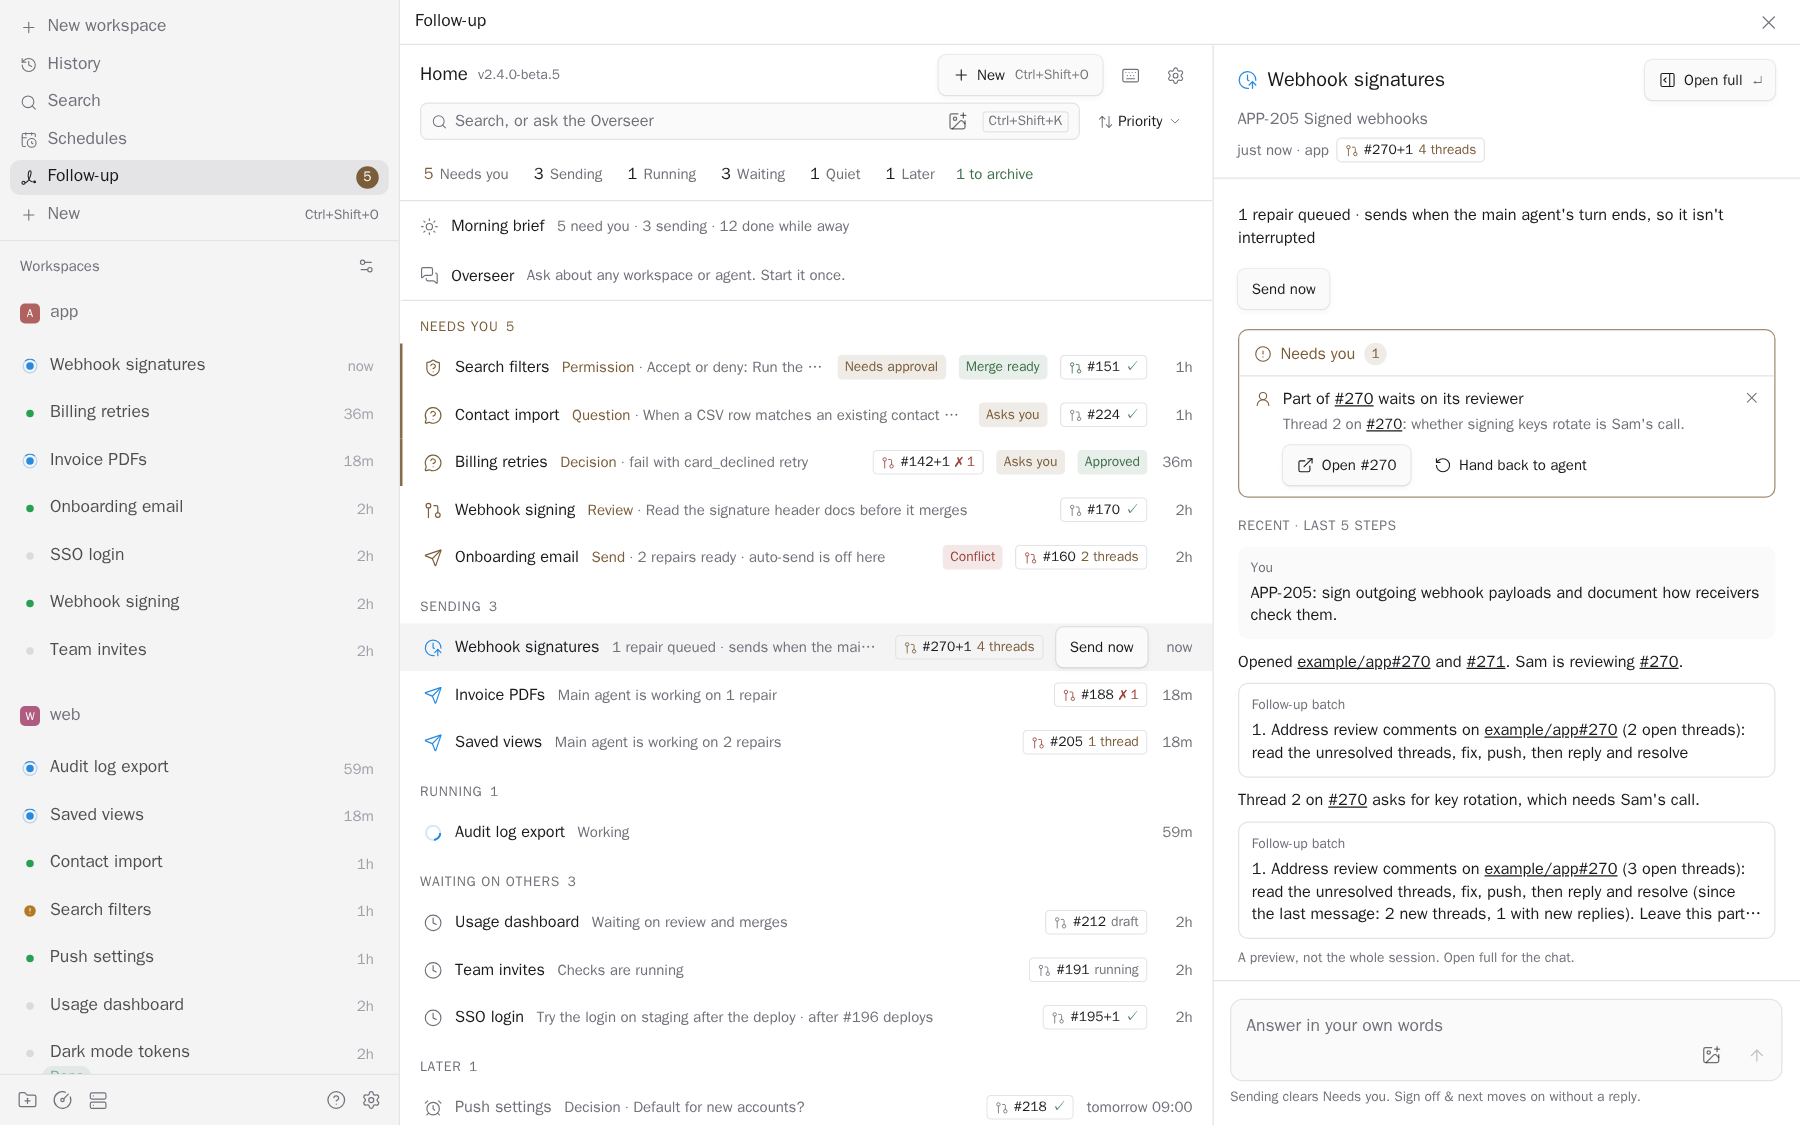 New workspace
History
Search
Schedules
Follow-up 5
New Ctrl+Shift+O
Workspaces
A app
Webhook signatures now
Billing retries 36m
Invoice PDFs 18m
Onboarding email 2h
SSO login 2h
Webhook signing 2h
Team invites 2h
W web
Audit log export 59m
Saved views 18m
Contact import 1h
Search filters 1h
Push settings 1h
Usage dashboard 2h
Dark mode tokens 2h
Follow-up
Home v2.4.0-beta.5
New Ctrl+Shift+O
Search, or ask the Overseer Ctrl+Shift+K
Priority
5 Needs you 3 Sending 1 Running 3 Waiting 1 Quiet 1 Later 1 to archive
Morning brief 5 need you · 3 sending · 12 done while away
Overseer Ask about any workspace or agent. Start it once.
NEEDS YOU 5
Search filters Permission · Accept or deny: Run the ··· Needs approval Merge ready #151 ✓ 1h
Contact import Question · When a CSV row matches an existing contact ··· Asks you #224 ✓ 1h
Billing retries Decision · fail with card_declined retry #142+1 ✗ 1 Asks you Approved 36m
Webhook signing Review · Read the signature header docs before it merges #170 ✓ 2h
Onboarding email Send · 2 repairs ready · auto-send is off here Conflict #160 2 threads 2h
SENDING 3
Webhook signatures 1 repair queued · sends when the mai··· #270+1 4 threads Send now now
Invoice PDFs Main agent is working on 1 repair #188 ✗ 1 18m
Saved views Main agent is working on 2 repairs #205 1 thread 18m
RUNNING 1
Audit log export Working 59m
WAITING ON OTHERS 3
Usage dashboard Waiting on review and merges #212 draft 2h
Team invites Checks are running #191 running 2h
SSO login Try the login on staging after the deploy · after #196 deploys #195+1 ✓ 2h
LATER 1
Push settings Decision · Default for new accounts? #218 ✓ tomorrow 09:00
Webhook signatures
Open full
APP-205 Signed webhooks
just now · app #270+1 4 threads
1 repair queued · sends when the main agent's turn ends, so it isn't
interrupted
Send now
Needs you 1
Part of #270 waits on its reviewer
Thread 2 on #270: whether signing keys rotate is Sam's call.
Open #270 Hand back to agent
RECENT · LAST 5 STEPS
You
APP-205: sign outgoing webhook payloads and document how receivers
check them.
Opened example/app#270 and #271. Sam is reviewing #270.
Follow-up batch
1. Address review comments on example/app#270 (2 open threads):
read the unresolved threads, fix, push, then reply and resolve
Thread 2 on #270 asks for key rotation, which needs Sam's call.
Follow-up batch
1. Address review comments on example/app#270 (3 open threads):
read the unresolved threads, fix, push, then reply and resolve (since
the last message: 2 new threads, 1 with new replies). Leave this part···
A preview, not the whole session. Open full for the chat.
Answer in your own words
Sending clears Needs you. Sign off & next moves on without a reply.